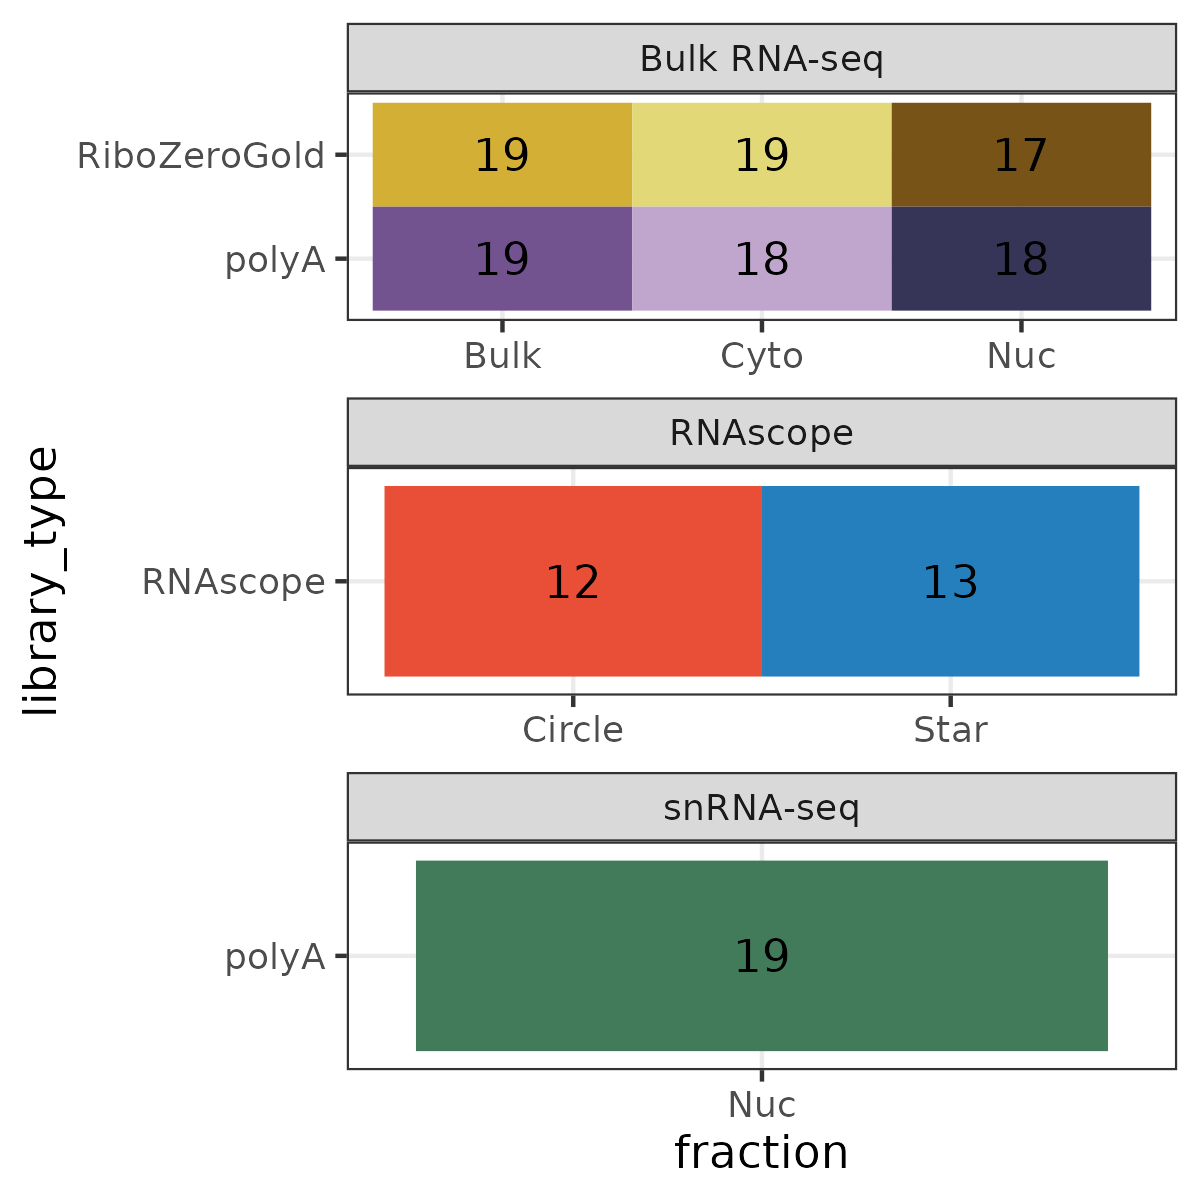 Bulk RNA-seq
RiboZeroGold 19 19 17
polyA 19 18 18
Bulk Cyto Nuc
RNAscope
RNAscope 12 13
Circle Star
snRNA-seq
polyA 19
Nuc
fraction
library_type